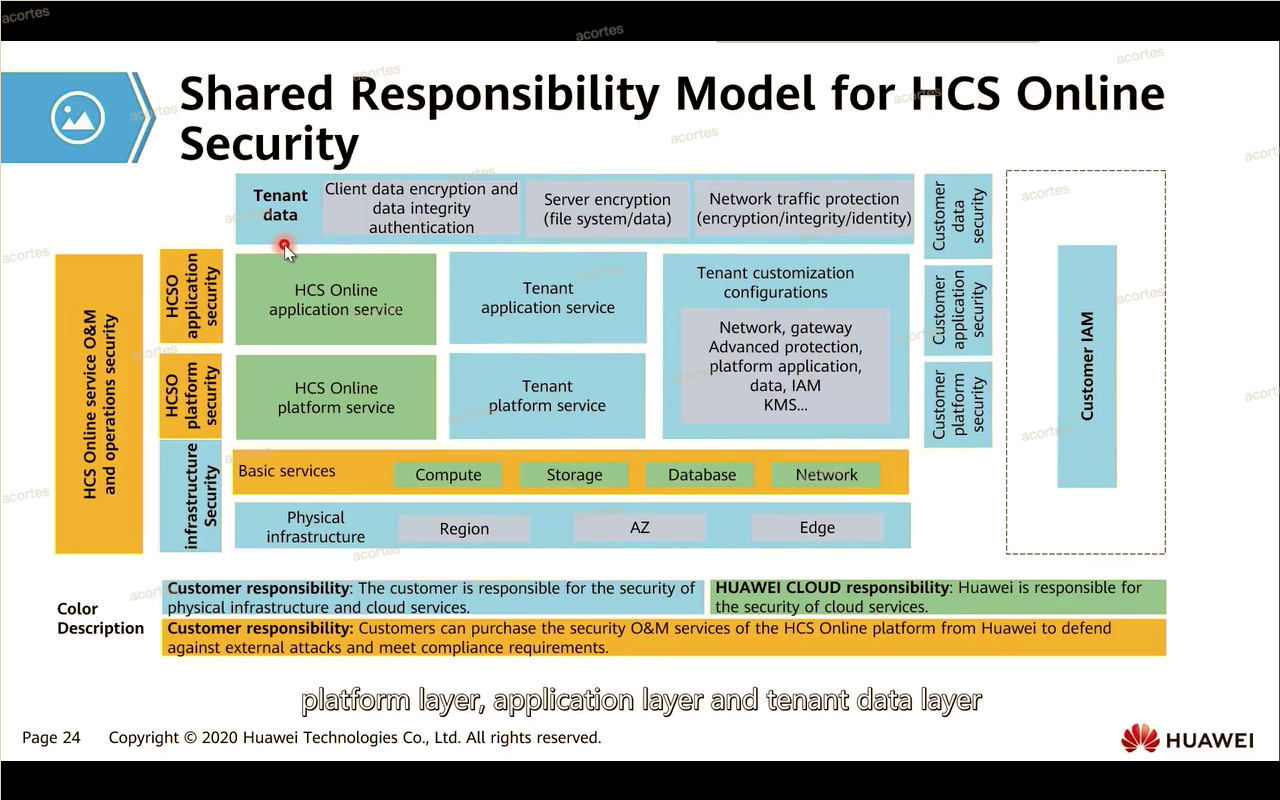 Shared Responsibility Model for HCS Online
Security
Tenant
data
Client data encryption and
data integrity
authentication
Server encryption
(file system/data)
Network traffic protection
(encryption/integrity/identity)
Customer
data
security
HCS Online service O&M
and operations security
HCSO
application
security
HCS Online
application service
Tenant
application service
Tenant customization
configurations
Network, gateway
Advanced protection,
platform application,
data, IAM
KMS...
Customer
application
security
Customer IAM
HCSO
platform
security
HCS Online
platform service
Tenant
platform service
Customer
platform
security
infrastructure
Security
Basic services
Compute
Storage
Database
Network
Physical
infrastructure
Region
AZ
Edge
Color
Description
Customer responsibility: The customer is responsible for the security of
physical infrastructure and cloud services.
HUAWEI CLOUD responsibility: Huawei is responsible for
the security of cloud services.
Customer responsibility: Customers can purchase the security O&M services of the HCS Online platform from Huawei to defend
against external attacks and meet compliance requirements.
platform layer, application layer and tenant data layer
Page 24
Copyright © 2020 Huawei Technologies Co., Ltd. All rights reserved.
HUAWEI
acortes